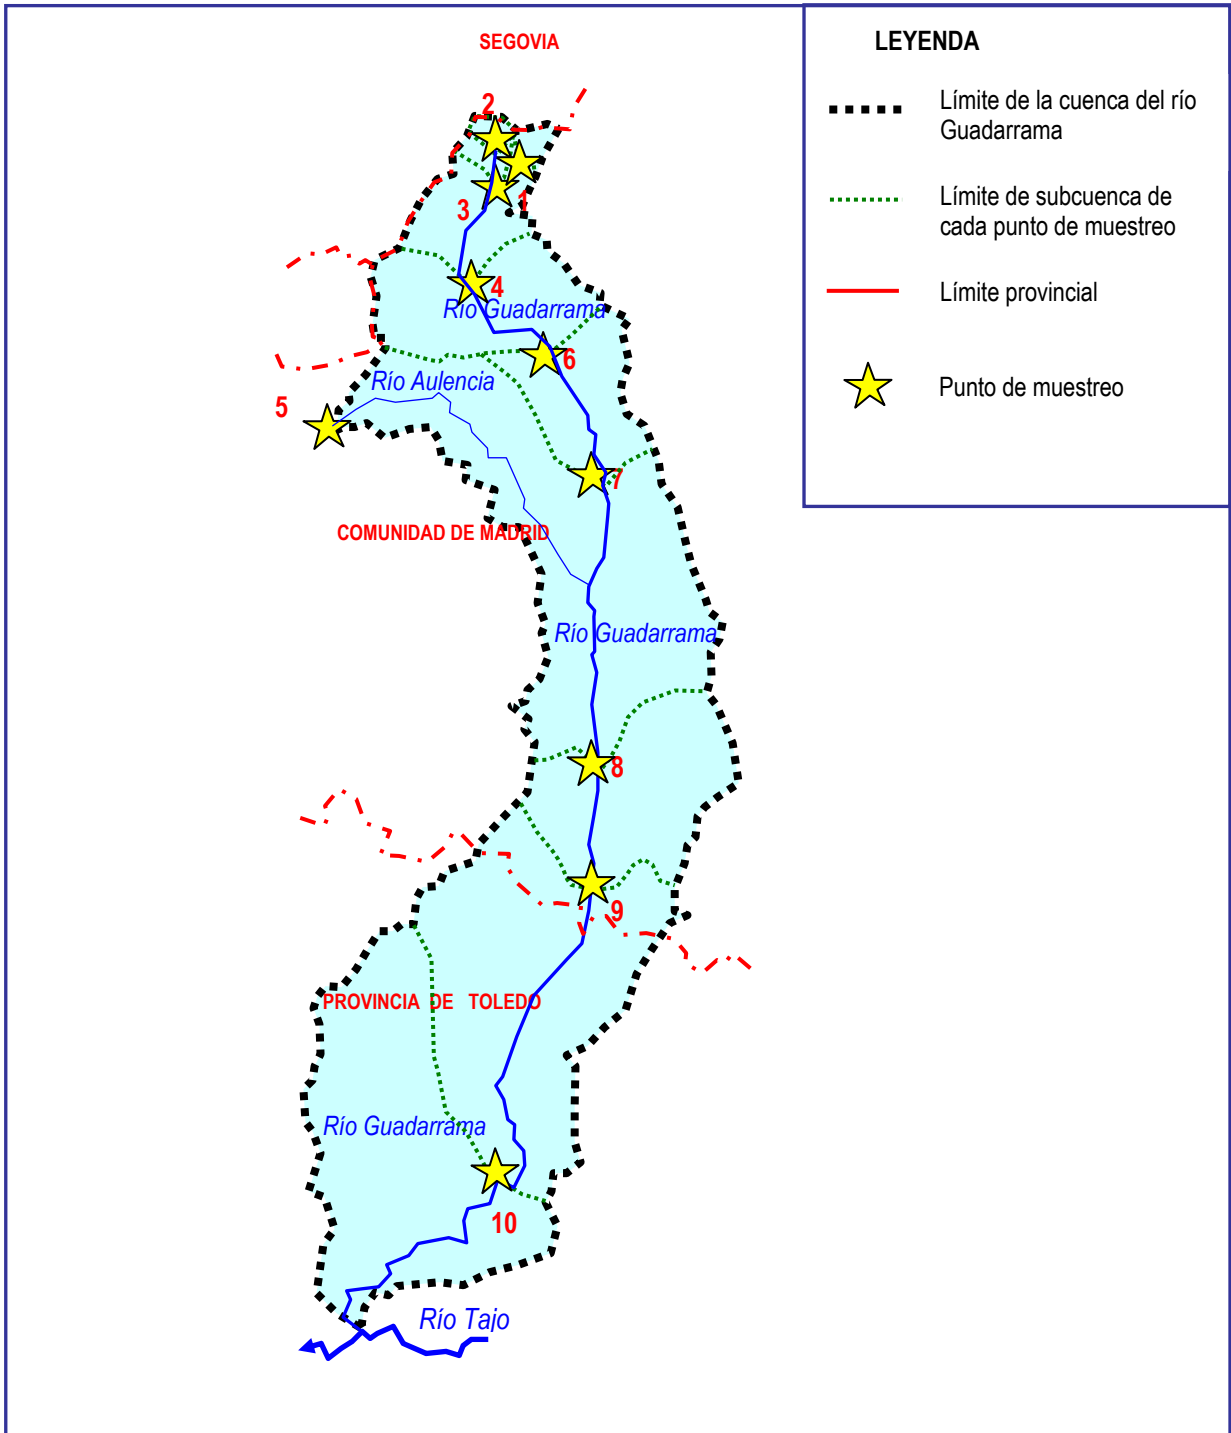 SEGOVIA
LEYENDA
Límite de la cuenca del río
Guadarrama
Límite de subcuenca de
cada punto de muestreo
Límite provincial
Punto de muestreo
2
1
3
4
Río Guadarrama
6
Río Aulencia
5
7
COMUNIDAD DE MADRID
Río Guadarrama
8
9
PROVINCIA DE TOLEDO
Río Guadarrama
10
Río Tajo